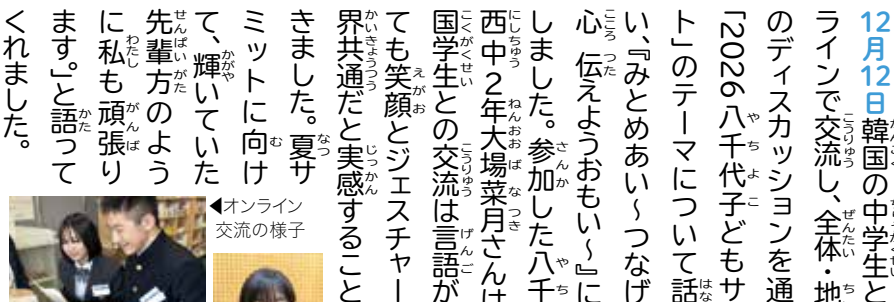 12月12日韓国の中学生と
ラインで交流し、全体・地
のディスカッションを通
「2026八千代子どもサ
ト」のテーマについて話
い、『みとめあい〜つなげ
心 伝えようおもい〜』に
しました。参加した八千
西中2年大場菜月さんは
国学生との交流は言語が
ても笑顔とジェスチャー
界共通だと実感すること
きました。夏サ
ミットに向け
て、輝いていた
先輩方のよう
に私も頑張り
ます。」と語って
くれました。
◀オンライン
交流の様子